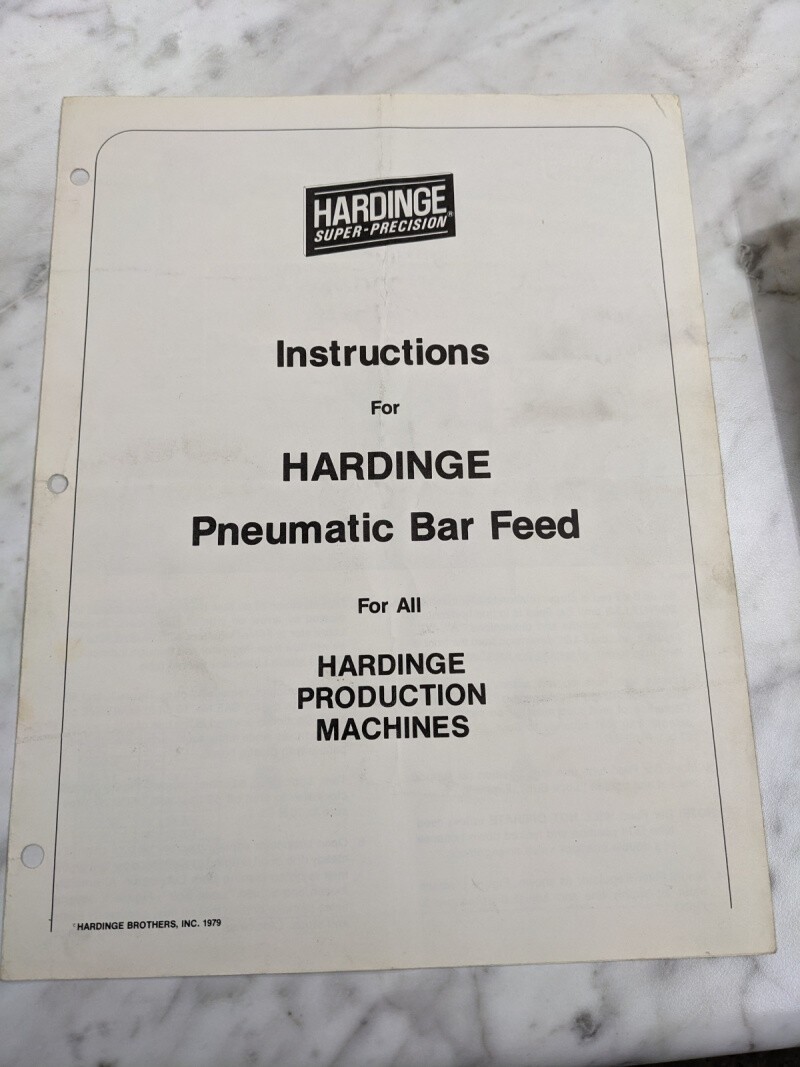 HARDINGE®
SUPER-PRECISION
Instructions
For
HARDINGE
Pneumatic Bar Feed
For All
HARDINGE
PRODUCTION
MACHINES
©HARDINGE BROTHERS, INC. 1979